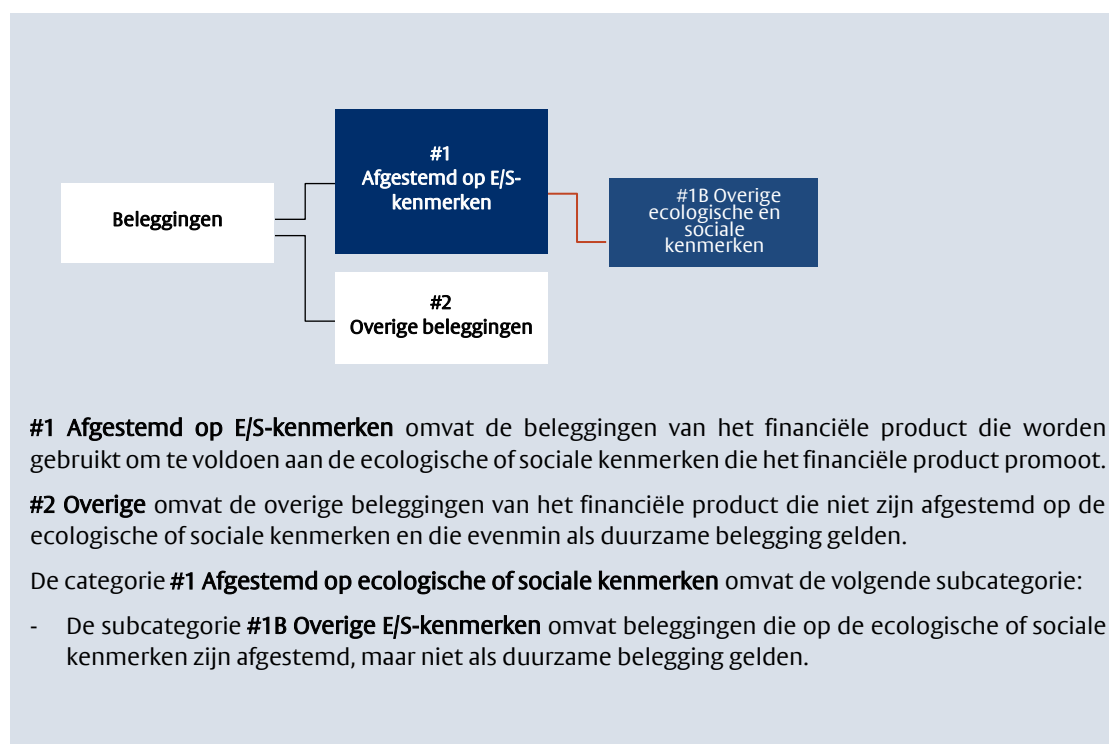 #1
Afgestemd op E/S-
kenmerken
#1B Overige
ecologische en
sociale
kenmerken
Beleggingen
#2
Overige beleggingen
#1 Afgestemd op E/S-kenmerken omvat de beleggingen van het financiële product die worden
gebruikt om te voldoen aan de ecologische of sociale kenmerken die het financiële product promoot.
#2 Overige omvat de overige beleggingen van het financiële product die niet zijn afgestemd op de
ecologische of sociale kenmerken en die evenmin als duurzame belegging gelden.
De categorie #1 Afgestemd op ecologische of sociale kenmerken omvat de volgende subcategorie:
- De subcategorie #1B Overige E/S-kenmerken omvat beleggingen die op de ecologische of sociale
kenmerken zijn afgestemd, maar niet als duurzame belegging gelden.